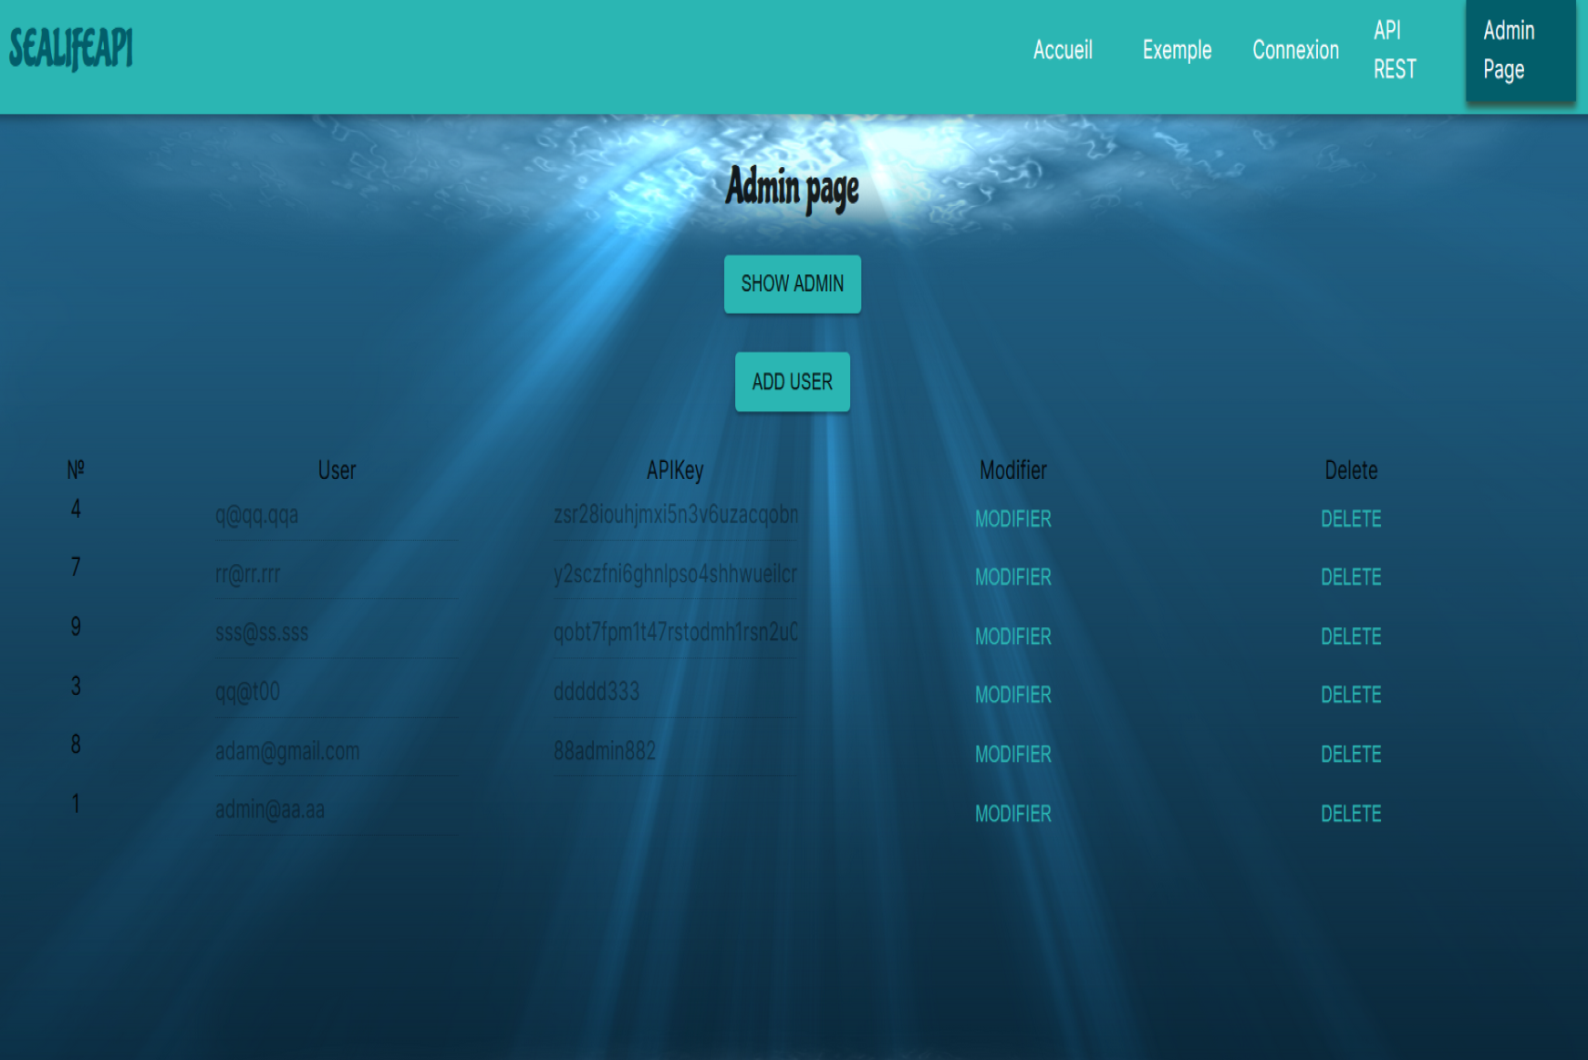 SEALIFEAPI
Accueil Exemple Connexion API REST Admin Page
Admin page
SHOW ADMIN
ADD USER
Nº User APIKey Modifier Delete
4 q@qq.qqa zsr28iouhjmxi5n3v6uzacqobn MODIFIER DELETE
7 rr@rr.rrr y2sczfni6ghnlpso4shhwueilcr MODIFIER DELETE
9 sss@ss.sss qobt7fpm1t47rstodmh1rsn2u0 MODIFIER DELETE
3 qq@t00 ddddd333 MODIFIER DELETE
8 adam@gmail.com 88admin882 MODIFIER DELETE
1 admin@aa.aa MODIFIER DELETE